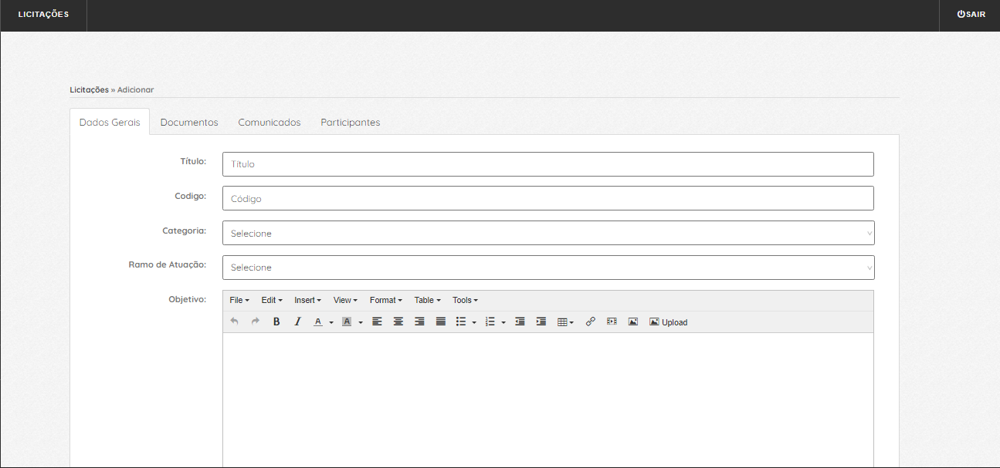 LICITAÇÕES SAIR
Licitações » Adicionar
Dados Gerais Documentos Comunicados Participantes
Título: Título
Codigo: Código
Categoria: Selecione
Ramo de Atuação: Selecione
Objetivo: File Edit Insert View Format Table Tools
B I A A Upload